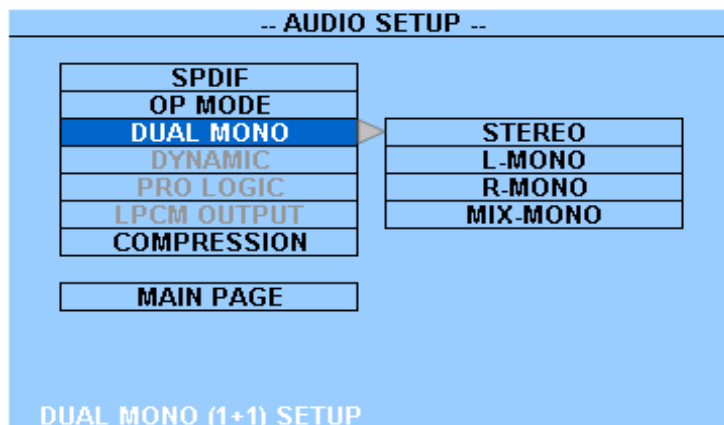 -- AUDIO SETUP --
SPDIF
OP MODE
DUAL MONO
DYNAMIC
PRO LOGIC
LPCM OUTPUT
COMPRESSION
MAIN PAGE
STEREO
L-MONO
R-MONO
MIX-MONO
DUAL MONO (1+1) SETUP